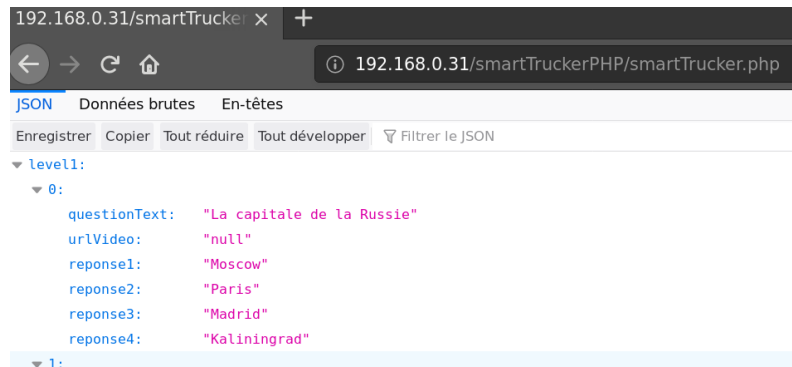 192.168.0.31/smartTrucker × +
192.168.0.31/smartTruckerPHP/smartTrucker.php
JSON Données brutes En-têtes
Enregistrer Copier Tout réduire Tout développer Filtrer le JSON
level1:
0:
questionText: "La capitale de la Russie"
urlVideo: "null"
reponse1: "Moscow"
reponse2: "Paris"
reponse3: "Madrid"
reponse4: "Kaliningrad"
1: